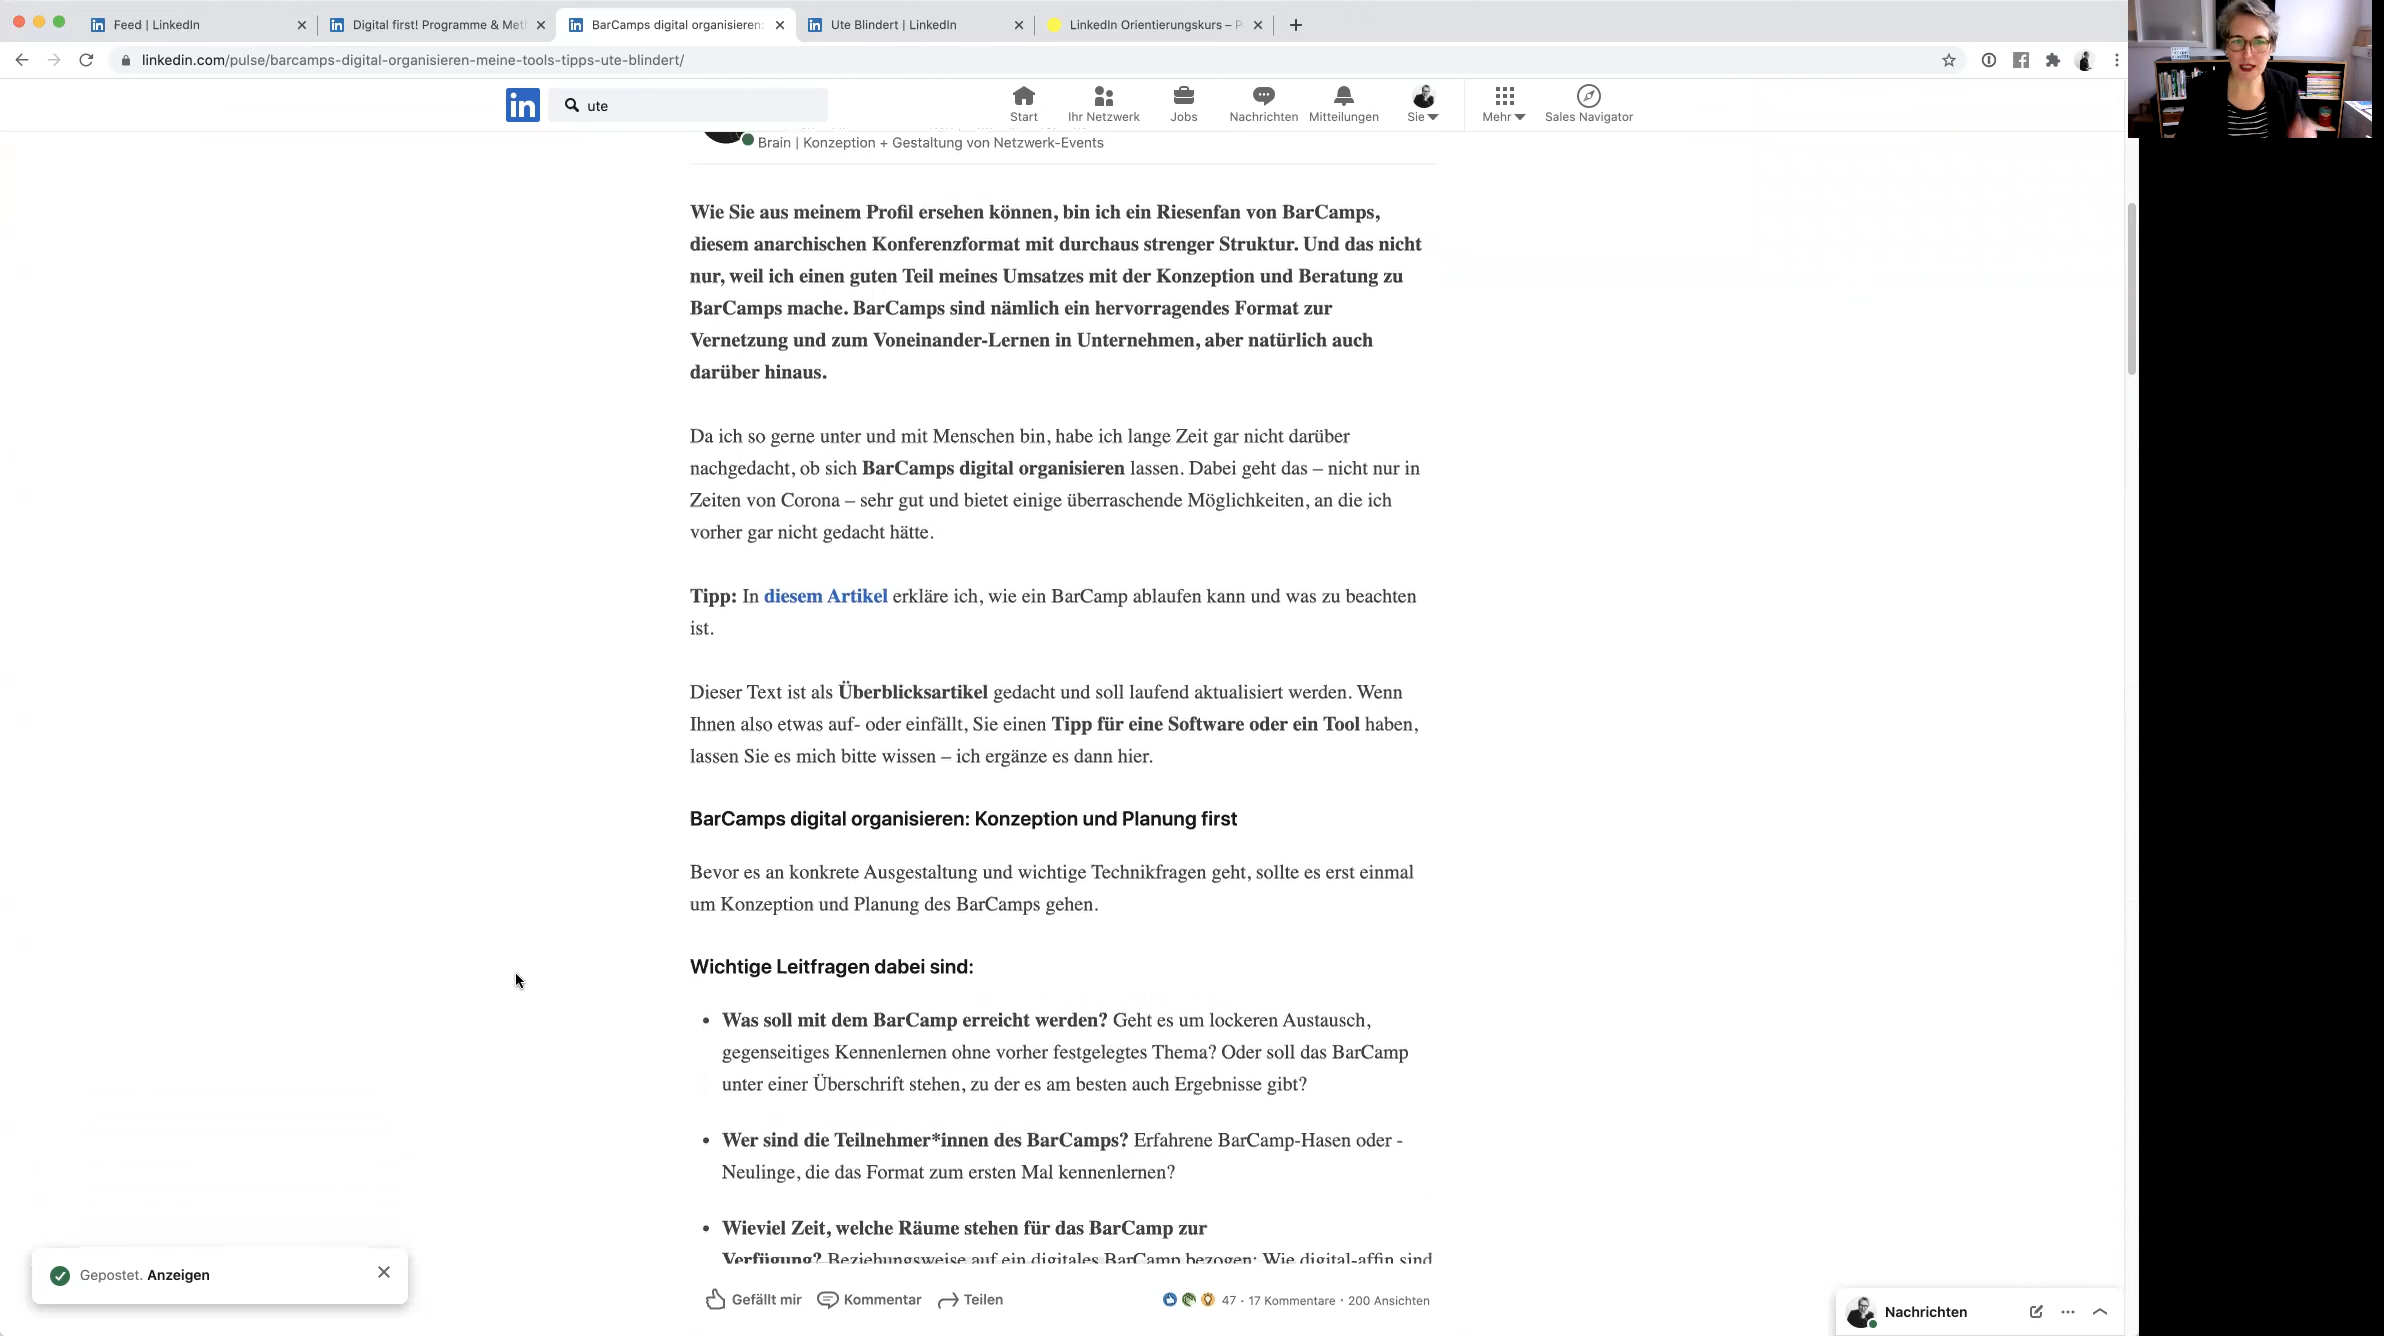 Feed | LinkedIn
Digital first! Programme & Met
BarCamps digital organisieren:
Ute Blindert | LinkedIn
LinkedIn Orientierungskurs – P
linkedin.com/pulse/barcamps-digital-organisieren-meine-tools-tipps-ute-blindert/
in
ute
Start
Ihr Netzwerk
Jobs
Nachrichten
Mitteilungen
Sie
Mehr
Sales Navigator
Brain | Konzeption + Gestaltung von Netzwerk-Events
Wie Sie aus meinem Profil ersehen können, bin ich ein Riesenfan von BarCamps,
diesem anarchischen Konferenzformat mit durchaus strenger Struktur. Und das nicht
nur, weil ich einen guten Teil meines Umsatzes mit der Konzeption und Beratung zu
BarCamps mache. BarCamps sind nämlich ein hervorragendes Format zur
Vernetzung und zum Voneinander-Lernen in Unternehmen, aber natürlich auch
darüber hinaus.
Da ich so gerne unter und mit Menschen bin, habe ich lange Zeit gar nicht darüber
nachgedacht, ob sich BarCamps digital organisieren lassen. Dabei geht das – nicht nur in
Zeiten von Corona – sehr gut und bietet einige überraschende Möglichkeiten, an die ich
vorher gar nicht gedacht hätte.
Tipp: In diesem Artikel erkläre ich, wie ein BarCamp ablaufen kann und was zu beachten
ist.
Dieser Text ist als Überblicksartikel gedacht und soll laufend aktualisiert werden. Wenn
Ihnen also etwas auf- oder einfällt, Sie einen Tipp für eine Software oder ein Tool haben,
lassen Sie es mich bitte wissen – ich ergänze es dann hier.
BarCamps digital organisieren: Konzeption und Planung first
Bevor es an konkrete Ausgestaltung und wichtige Technikfragen geht, sollte es erst einmal
um Konzeption und Planung des BarCamps gehen.
Wichtige Leitfragen dabei sind:
• Was soll mit dem BarCamp erreicht werden? Geht es um lockeren Austausch,
gegenseitiges Kennenlernen ohne vorher festgelegtes Thema? Oder soll das BarCamp
unter einer Überschrift stehen, zu der es am besten auch Ergebnisse gibt?
• Wer sind die Teilnehmer*innen des BarCamps? Erfahrene BarCamp-Hasen oder -
Neulinge, die das Format zum ersten Mal kennenlernen?
• Wieviel Zeit, welche Räume stehen für das BarCamp zur
Verfügung? Beziehungsweise auf ein digitales BarCamp bezogen: Wie digital-affin sind
Gepostet. Anzeigen
Gefällt mir
Kommentar
Teilen
47 · 17 Kommentare · 200 Ansichten
Nachrichten